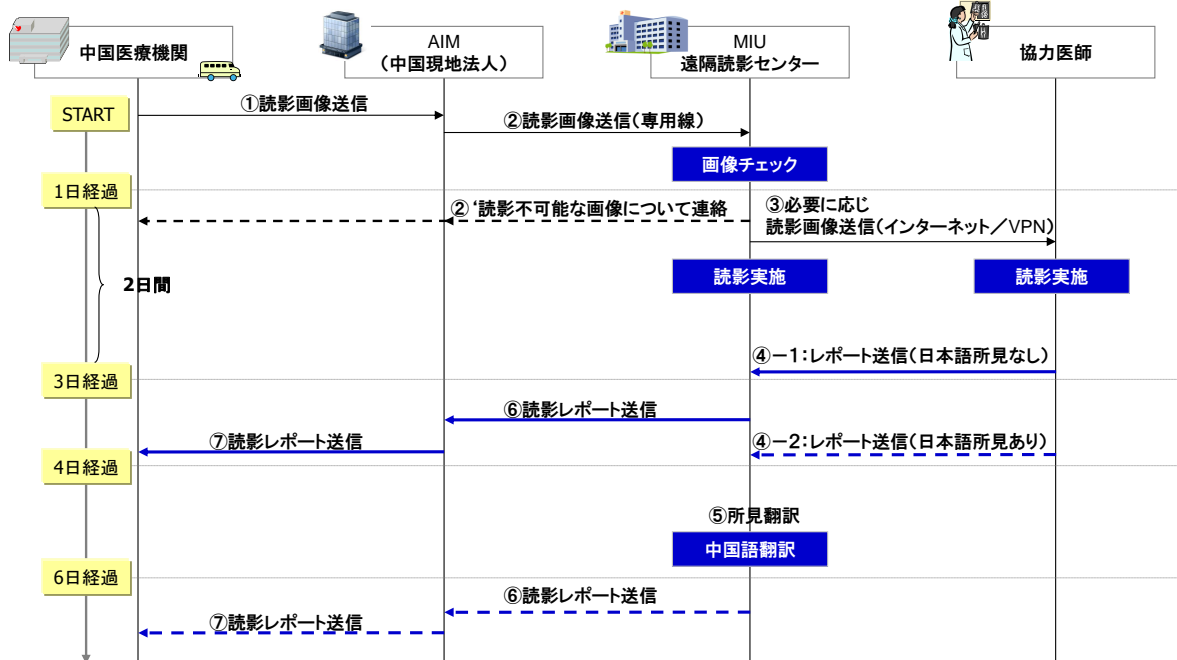 中国医療機関
AIM
（中国現地法人）
MIU
遠隔読影センター
協力医師
START
①読影画像送信
②読影画像送信（専用線）
画像チェック
1日経過
②‘読影不可能な画像について連絡
③必要に応じ
読影画像送信（インターネット／VPN）
2日間
読影実施
読影実施
④－1：レポート送信（日本語所見なし）
3日経過
⑥読影レポート送信
⑦読影レポート送信
④－2：レポート送信（日本語所見あり）
4日経過
⑤所見翻訳
中国語翻訳
6日経過
⑥読影レポート送信
⑦読影レポート送信